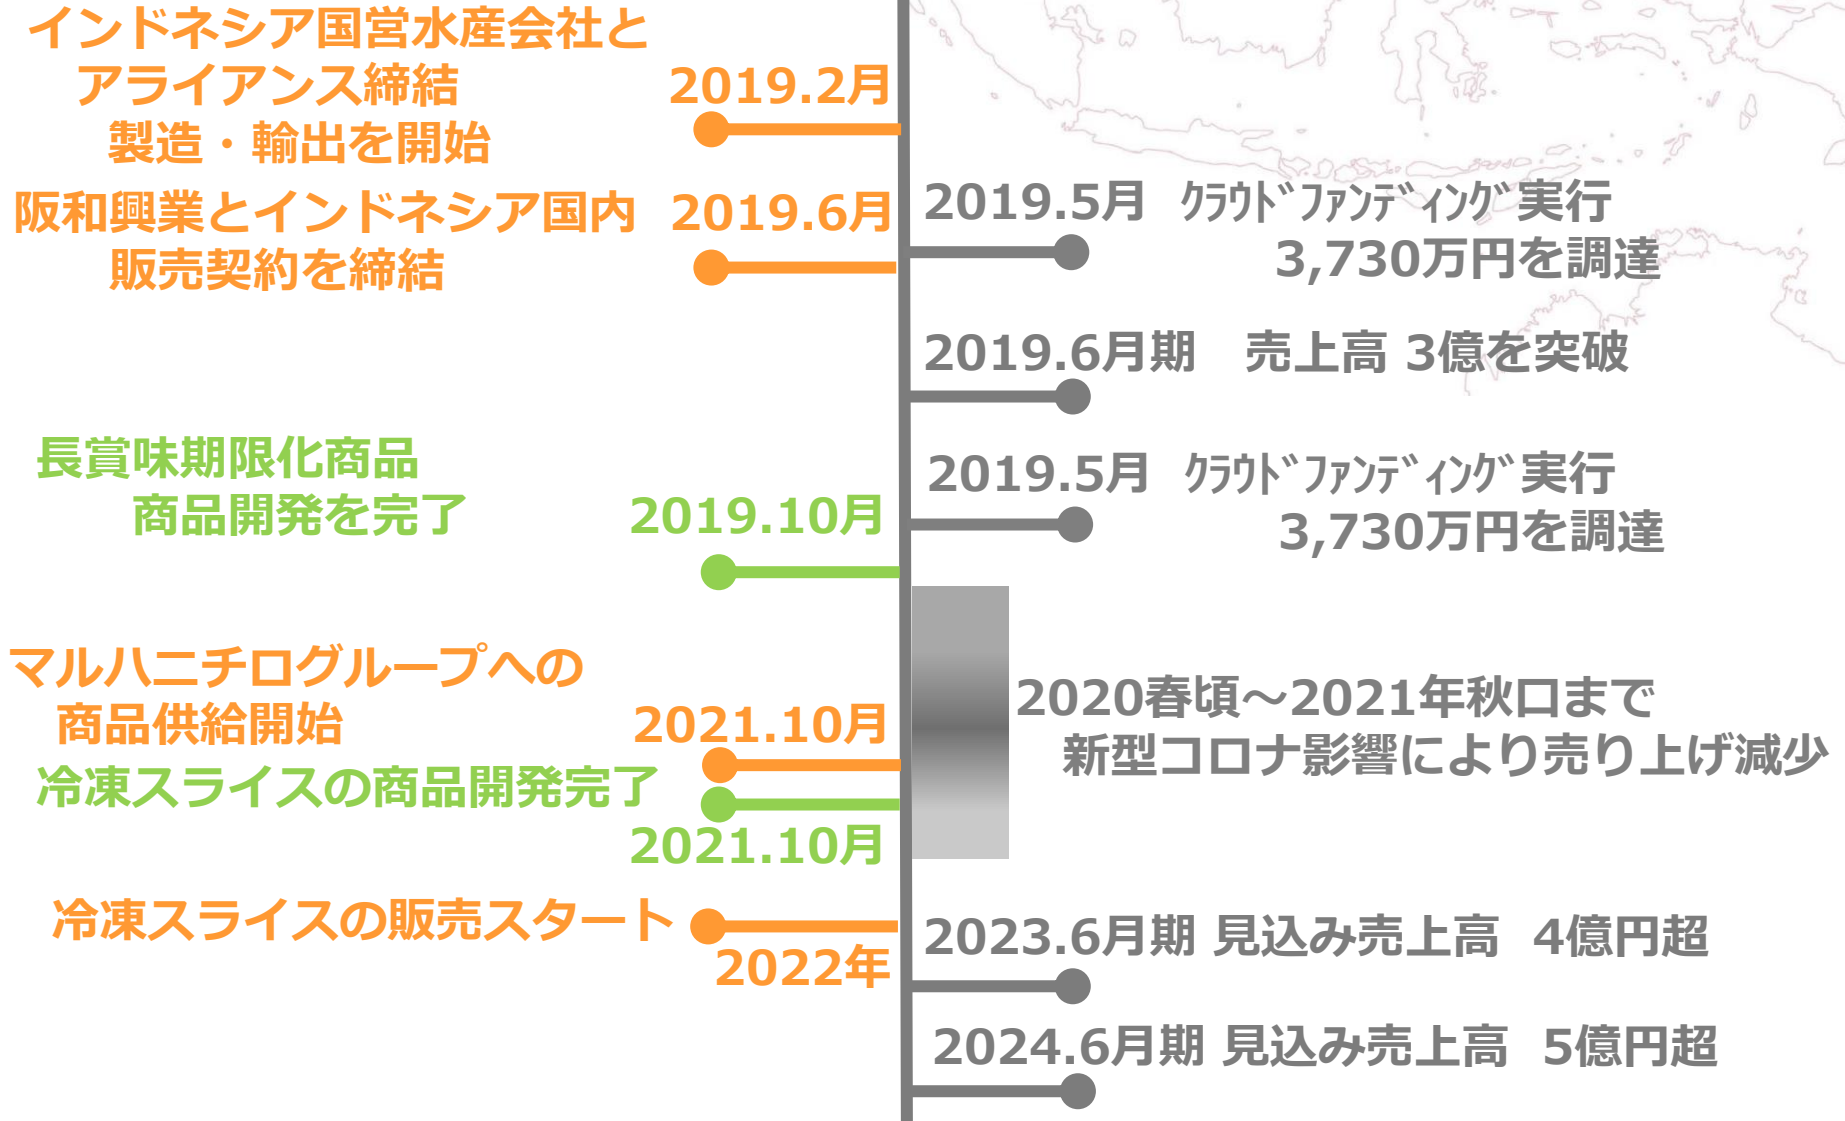 インドネシア国営水産会社と
アライアンス締結
製造・輸出を開始
2019.2月
阪和興業とインドネシア国内
販売契約を締結
2019.6月
長賞味期限化商品
商品開発を完了
2019.10月
マルハニチログループへの
商品供給開始
2021.10月
冷凍スライスの商品開発完了
2021.10月
冷凍スライスの販売スタート
2022年
2019.5月 ｸﾗｳﾄﾞﾌｧﾝﾃﾞｨﾝｸﾞ実行
3,730万円を調達
2019.6月期　売上高 3億を突破
2019.5月 ｸﾗｳﾄﾞﾌｧﾝﾃﾞｨﾝｸﾞ実行
3,730万円を調達
2020春頃～2021年秋口まで
新型コロナ影響により売り上げ減少
2023.6月期 見込み売上高 4億円超
2024.6月期 見込み売上高 5億円超